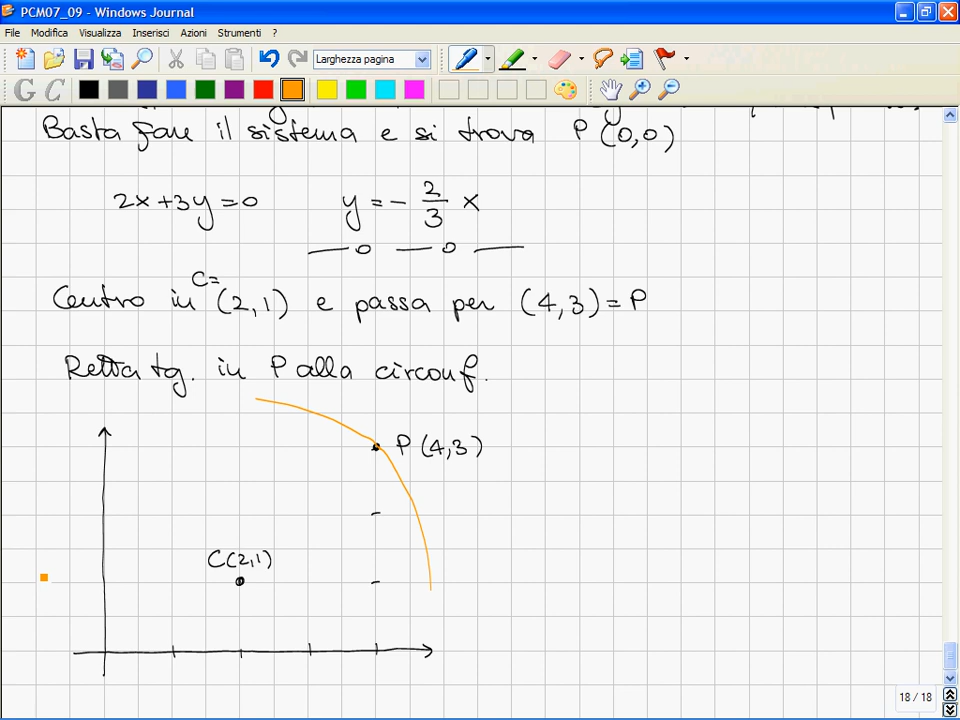 PCM07_09 - Windows Journal
File Modifica Visualizza Inserisci Azioni Strumenti ?
Larghezza pagina
G C
Basta fare il sistema e si trova P(0,0)
2x+3y=0 y=-2/3 x
C=
Centro in (2,1) e passa per (4,3)=P
Retta tg. in P alla circonf.
P(4,3)
C(2,1)
18 / 18